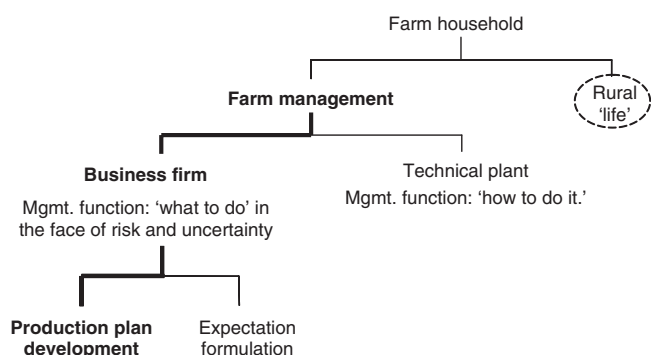 Farm household
Farm management
Rural
'life'
Business firm
Mgmt. function: 'what to do' in
the face of risk and uncertainty
Technical plant
Mgmt. function: 'how to do it.'
Production plan
development
Expectation
formulation